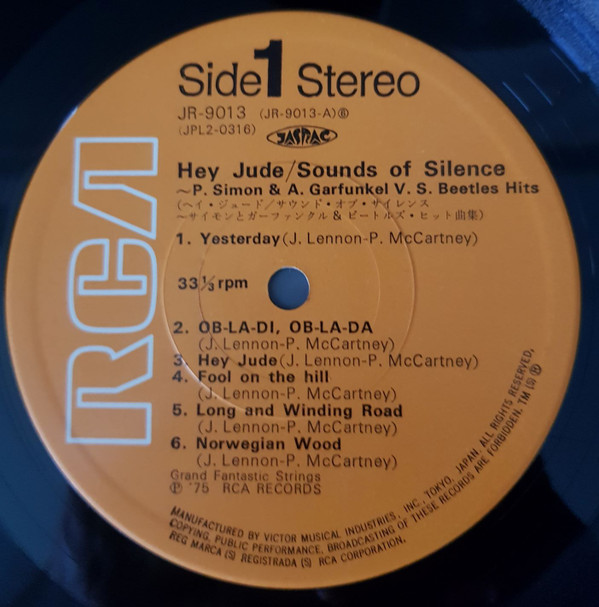 Side 1 Stereo
JR-9013 (JR-9013-A)Ⓑ
(JPL2-0316) JASRAC
Hey Jude/Sounds of Silence
~P. Simon & A. Garfunkel V. S. Beetles Hits
(ヘイ・ジュード/サウンド・オブ・サイレンス
~サイモンとガーファンクル & ビートルズ・ヒット曲集)
1. Yesterday(J. Lennon-P. McCartney)
33 1/3 rpm
2. OB-LA-DI, OB-LA-DA
(J. Lennon-P. McCartney)
3. Hey Jude(J. Lennon-P. McCartney)
4. Fool on the hill
(J. Lennon-P. McCartney)
5. Long and Winding Road
(J. Lennon-P. McCartney)
6. Norwegian Wood
(J. Lennon-P. McCartney)
Grand Fantastic Strings
Ⓟ '75 RCA RECORDS
RCA
MANUFACTURED BY VICTOR MUSICAL INDUSTRIES, INC. TOKYO, JAPAN. ALL RIGHTS RESERVED,
COPYING, PUBLIC PERFORMANCE, BROADCASTING OF THESE RECORDS ARE FORBIDDEN. TM (S) Ⓡ
REG MARCA (S) REGISTRADA (S) RCA CORPORATION.